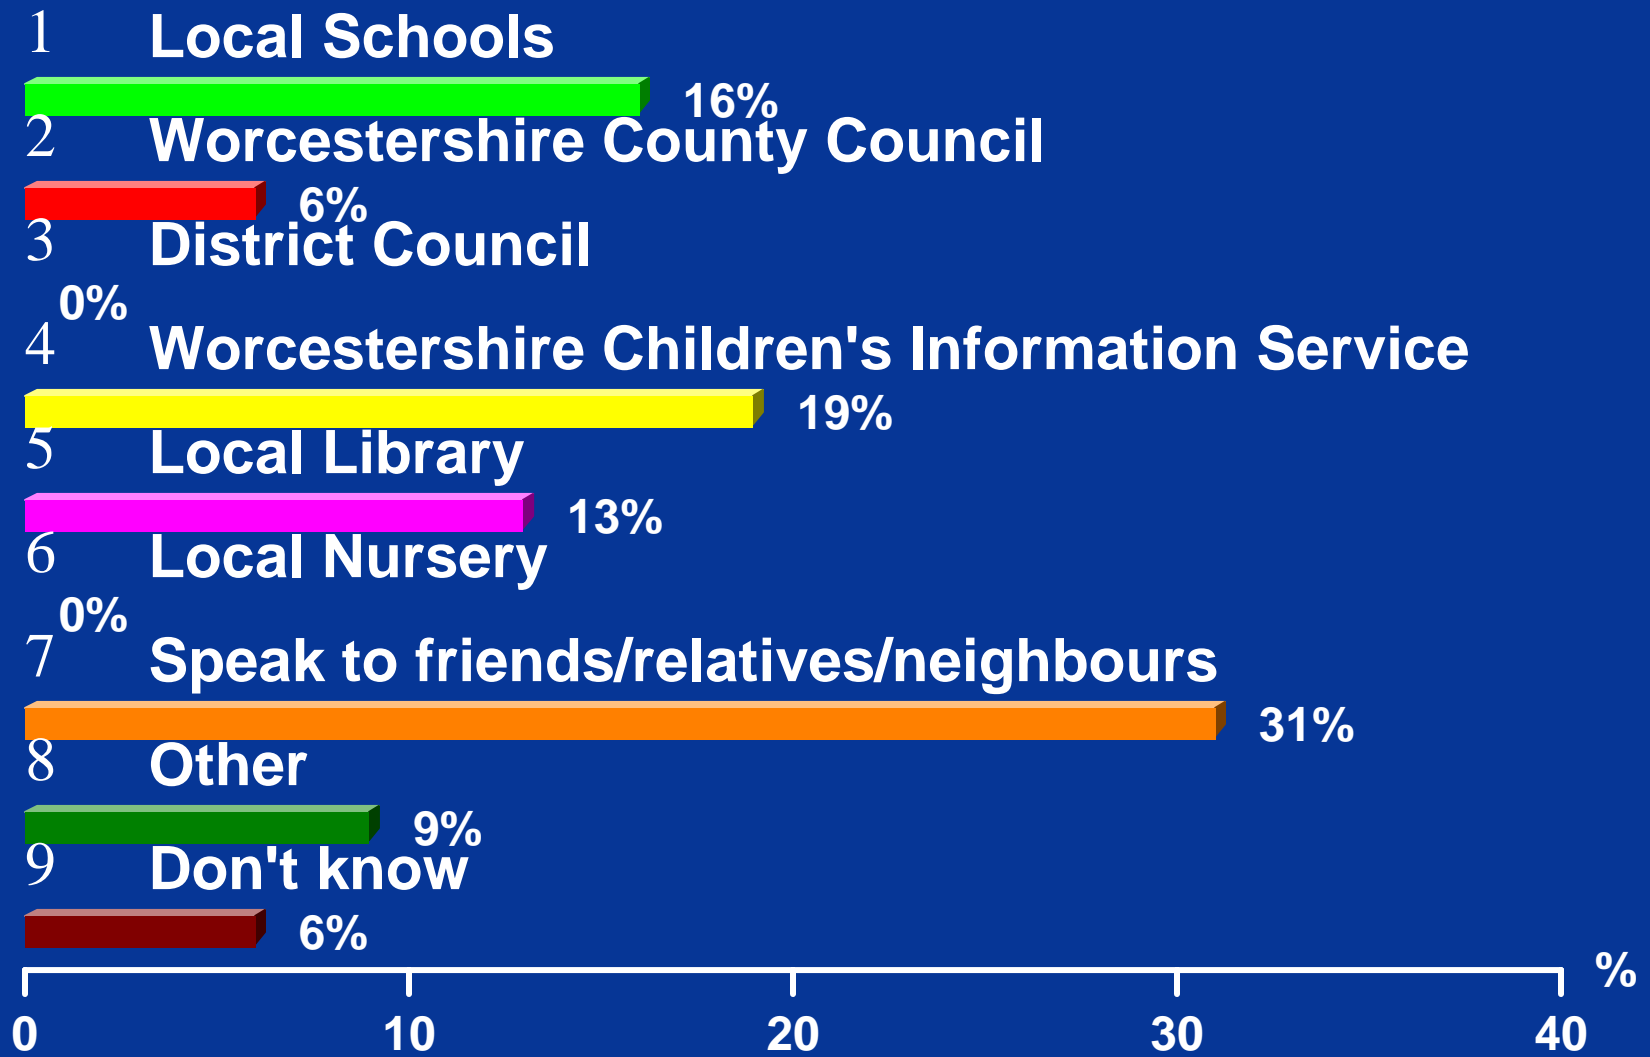 1 Local Schools
16%
2 Worcestershire County Council
6%
3 District Council
0%
4 Worcestershire Children's Information Service
19%
5 Local Library
13%
6 Local Nursery
0%
7 Speak to friends/relatives/neighbours
31%
8 Other
9%
9 Don't know
6%
%
0 10 20 30 40